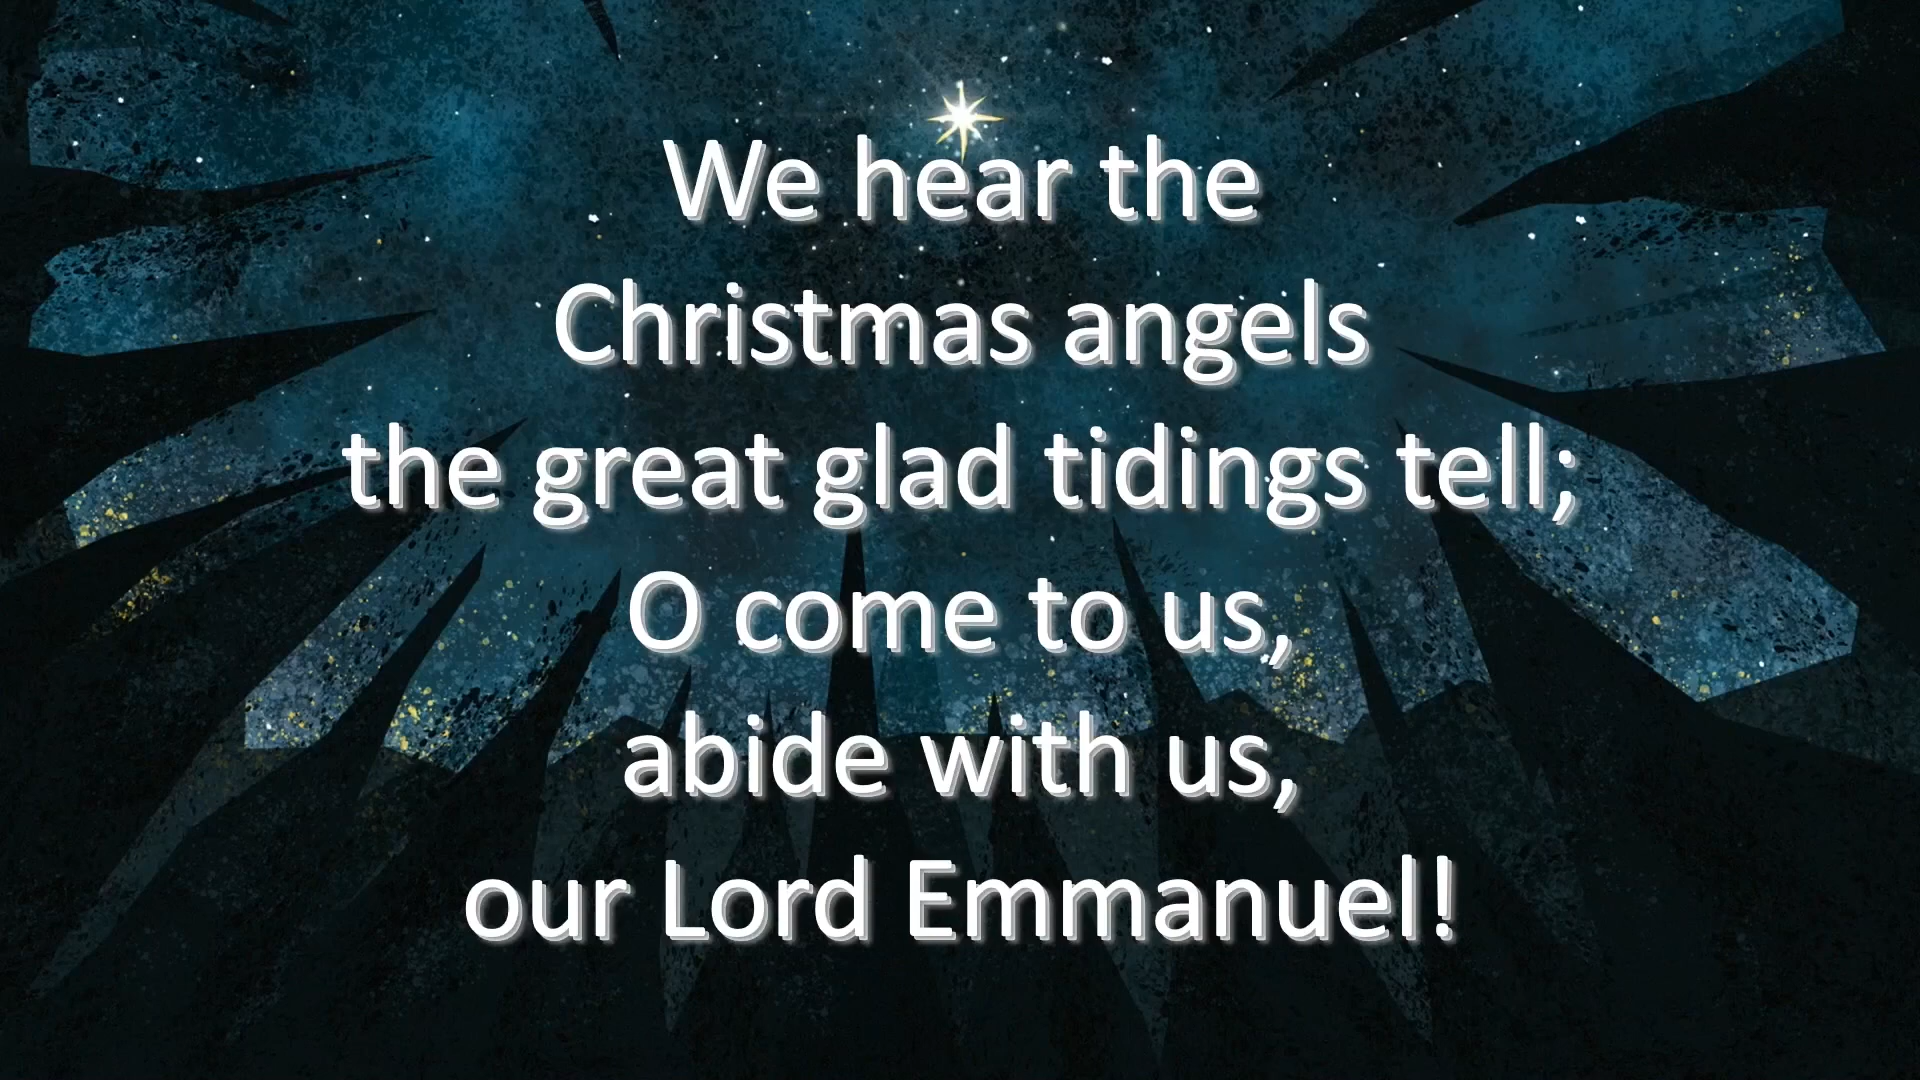 We hear the
Christmas angels
the great glad tidings tell;
O come to us,
abide with us,
our Lord Emmanuel!